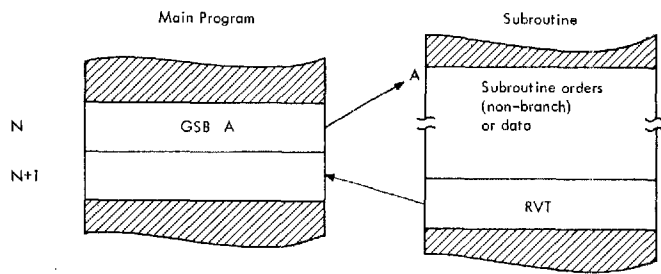 Main Program
Subroutine
A
Subroutine orders
(non-branch)
or data
N
GSB A
N+1
RVT